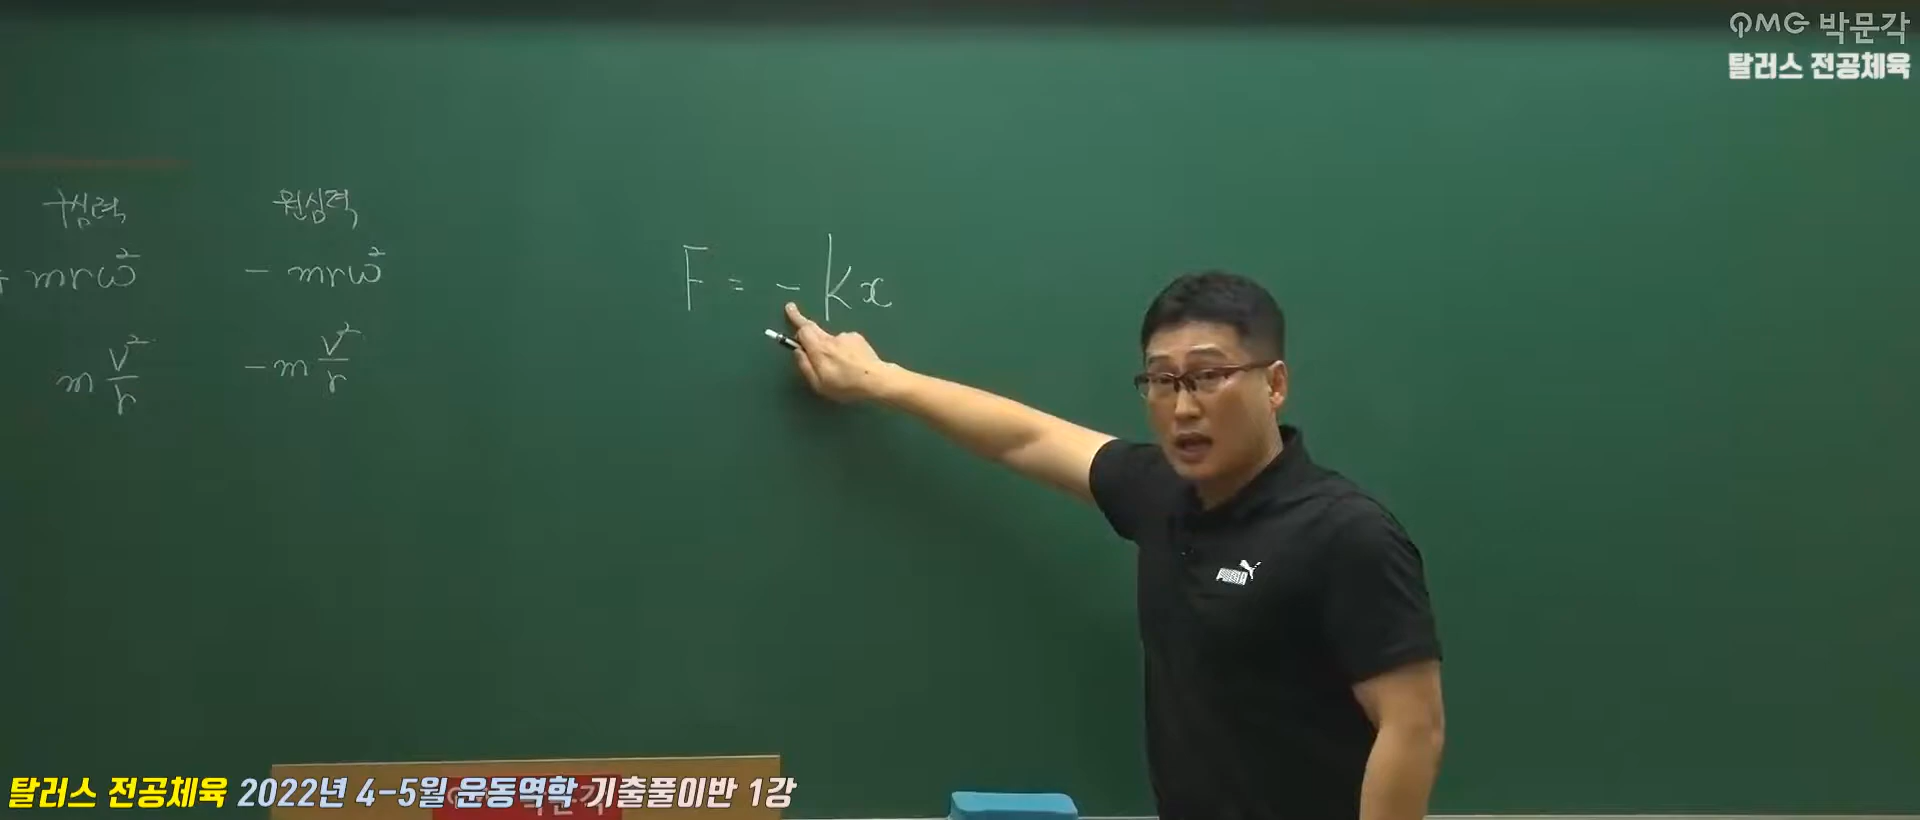 PMG 박문각
탈러스 전공체육
구심력 원심력
+ mrω² - mrω²
m v²/r - m v²/r
F = - kx
PUMA
탈러스 전공체육 2022년 4-5월 운동역학 기출풀이반 1강